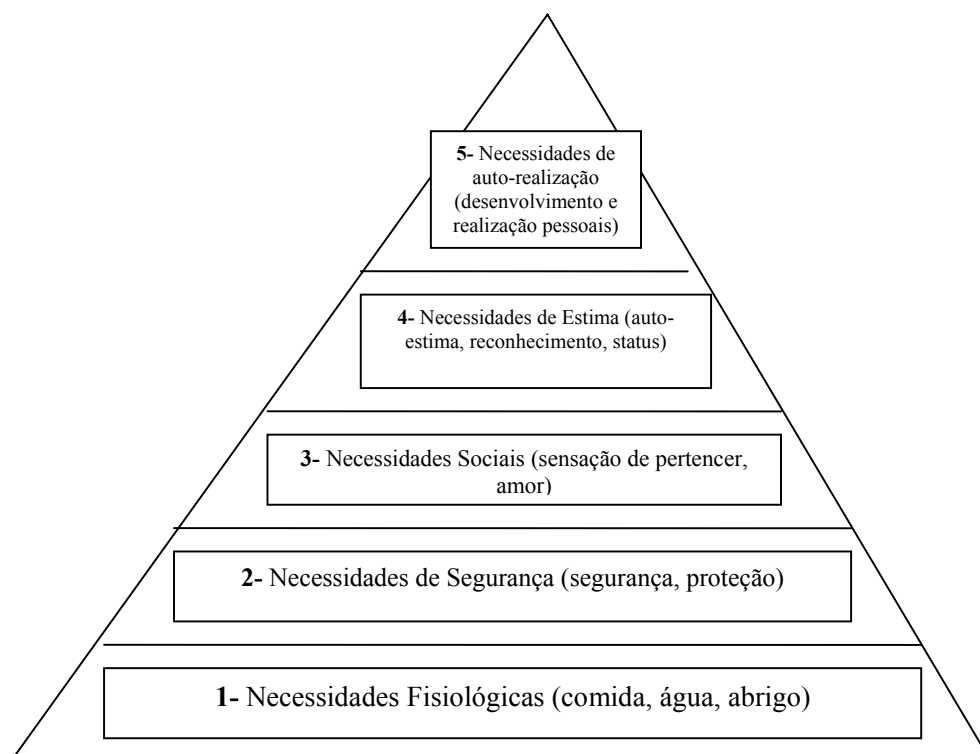 5- Necessidades de
auto-realização
(desenvolvimento e
realização pessoais)
4- Necessidades de Estima (auto-
estima, reconhecimento, status)
3- Necessidades Sociais (sensação de pertencer,
amor)
2- Necessidades de Segurança (segurança, proteção)
1- Necessidades Fisiológicas (comida, água, abrigo)